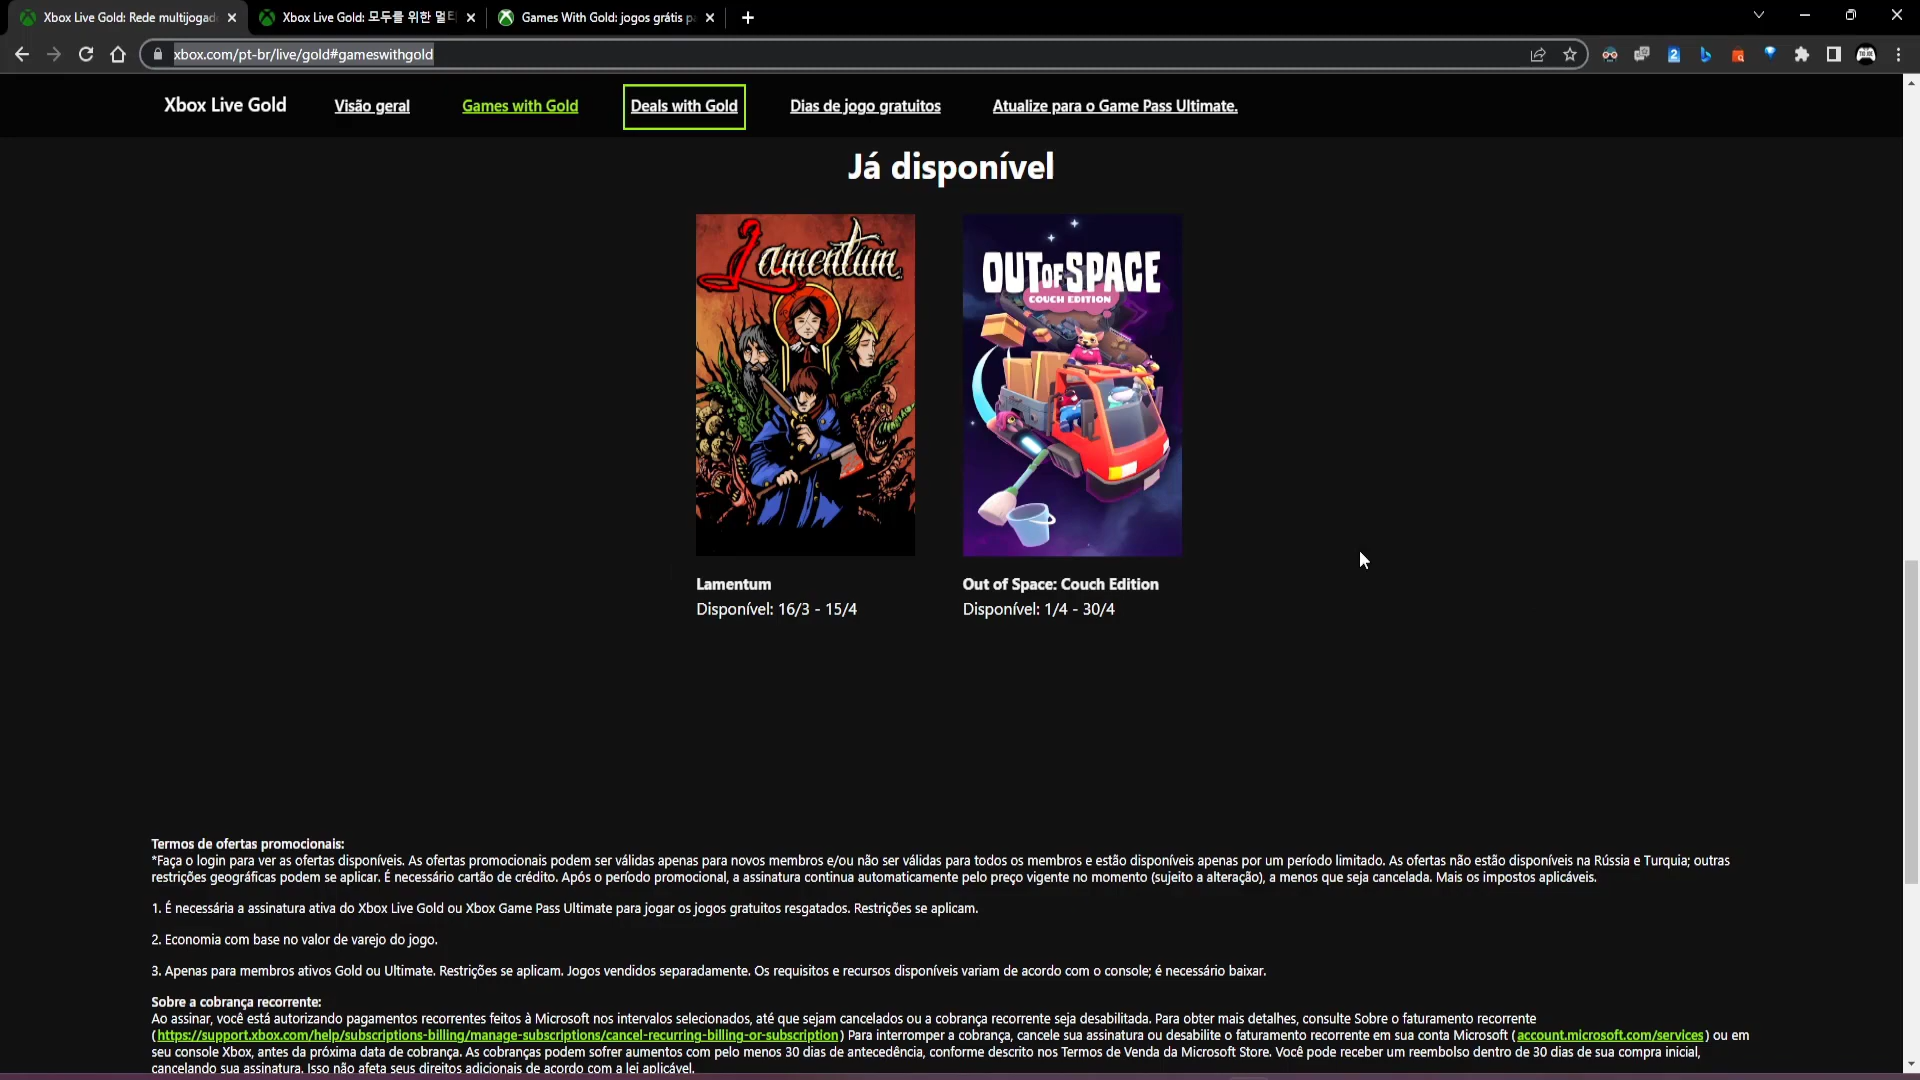 Xbox Live Gold: Rede multijogad
Xbox Live Gold: 모두를 위한 멀티
Games With Gold: jogos grátis p
xbox.com/pt-br/live/gold#gameswithgold
2
Xbox Live Gold Visão geral Games with Gold Deals with Gold Dias de jogo gratuitos Atualize para o Game Pass Ultimate.
Já disponível
Lamentum
OUT OF SPACE
COUCH EDITION
Lamentum
Disponível: 16/3 - 15/4
Out of Space: Couch Edition
Disponível: 1/4 - 30/4
Termos de ofertas promocionais:
*Faça o login para ver as ofertas disponíveis. As ofertas promocionais podem ser válidas apenas para novos membros e/ou não ser válidas para todos os membros e estão disponíveis apenas por um período limitado. As ofertas não estão disponíveis na Rússia e Turquia; outras
restrições geográficas podem se aplicar. É necessário cartão de crédito. Após o período promocional, a assinatura continua automaticamente pelo preço vigente no momento (sujeito a alteração), a menos que seja cancelada. Mais os impostos aplicáveis.
1. É necessária a assinatura ativa do Xbox Live Gold ou Xbox Game Pass Ultimate para jogar os jogos gratuitos resgatados. Restrições se aplicam.
2. Economia com base no valor de varejo do jogo.
3. Apenas para membros ativos Gold ou Ultimate. Restrições se aplicam. Jogos vendidos separadamente. Os requisitos e recursos disponíveis variam de acordo com o console; é necessário baixar.
Sobre a cobrança recorrente:
Ao assinar, você está autorizando pagamentos recorrentes feitos à Microsoft nos intervalos selecionados, até que sejam cancelados ou a cobrança recorrente seja desabilitada. Para obter mais detalhes, consulte Sobre o faturamento recorrente
(https://support.xbox.com/help/subscriptions-billing/manage-subscriptions/cancel-recurring-billing-or-subscription) Para interromper a cobrança, cancele sua assinatura ou desabilite o faturamento recorrente em sua conta Microsoft (account.microsoft.com/services) ou em
seu console Xbox, antes da próxima data de cobrança. As cobranças podem sofrer aumentos com pelo menos 30 dias de antecedência, conforme descrito nos Termos de Venda da Microsoft Store. Você pode receber um reembolso dentro de 30 dias de sua compra inicial,
cancelando sua assinatura. Isso não afeta seus direitos adicionais de acordo com a lei aplicável.